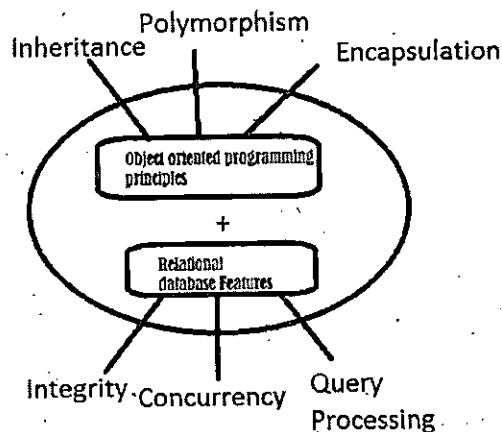 Polymorphism
Inheritance
Encapsulation
Object oriented programming
principles
+
Relational
database Features
Integrity
Concurrency
Query
Processing